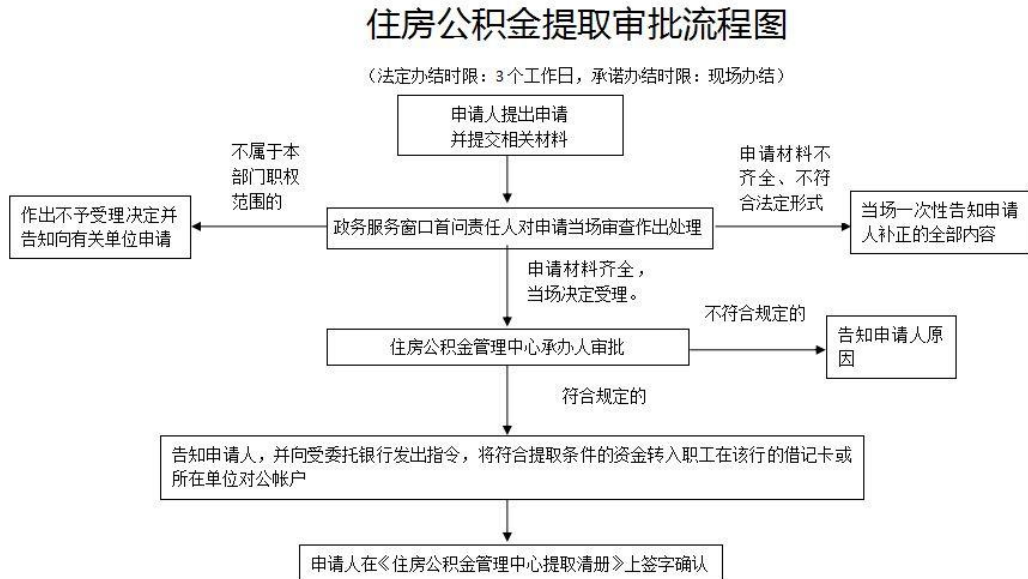 住房公积金提取审批流程图
（法定办结时限：3个工作日，承诺办结时限：现场办结）
申请人提出申请
并提交相关材料
不属于本
部门职权
范围的
申请材料不
齐全、不符
合法定形式
作出不予受理决定并
告知向有关单位申请
政务服务窗口首问责任人对申请当场审查作出处理
当场一次性告知申请
人补正的全部内容
申请材料齐全，
当场决定受理。
不符合规定的
住房公积金管理中心承办人审批
告知申请人原
因
符合规定的
告知申请人，并向受委托银行发出指令，将符合提取条件的资金转入职工在该行的借记卡或
所在单位对公帐户
申请人在《住房公积金管理中心提取清册》上签字确认